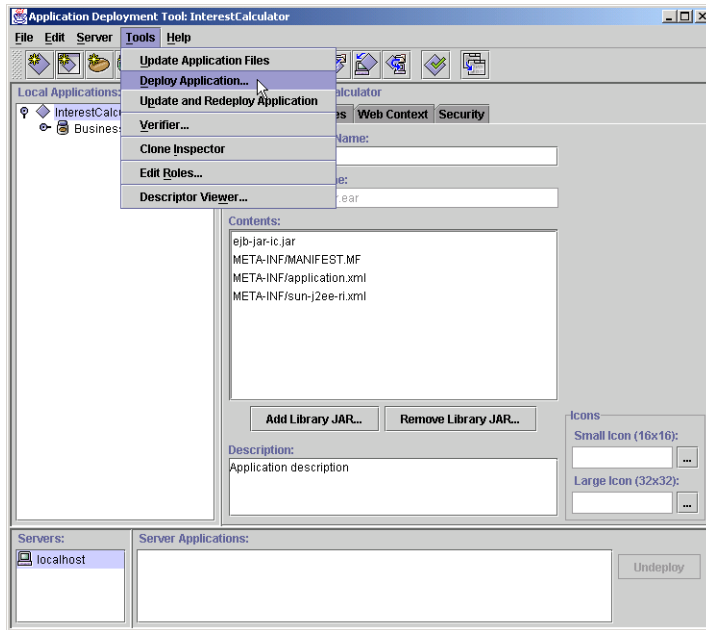 Application Deployment Tool: InterestCalculator
File Edit Server Tools Help
Update Application Files
Deploy Application...
Update and Redeploy Application
Verifier...
Clone Inspector
Edit Roles...
Descriptor Viewer...
Local Applications:
InterestCalc
Busines
alculator
es Web Context Security
Name:
me:
r.ear
Contents:
ejb-jar-ic.jar
META-INF/MANIFEST.MF
META-INF/application.xml
META-INF/sun-j2ee-ri.xml
Add Library JAR... Remove Library JAR...
Description:
Application description
Icons
Small Icon (16x16):
...
Large Icon (32x32):
...
Servers:
localhost
Server Applications:
Undeploy